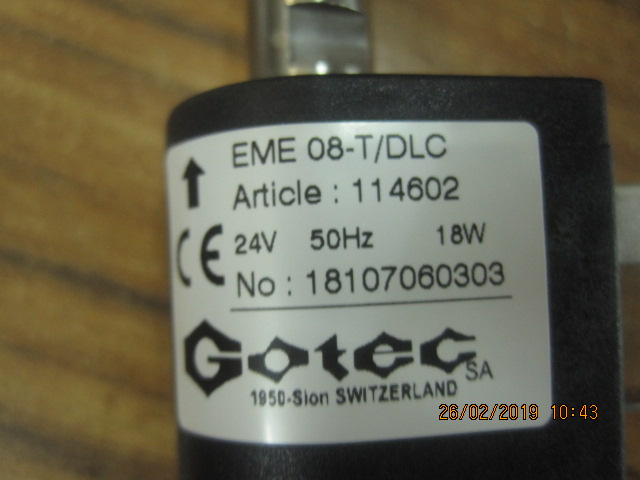 EME 08-T/DLC
Article : 114602
CE 24V 50Hz 18W
No : 18107060303
Gotec SA
1950-Sion SWITZERLAND
26/02/2019 10:43